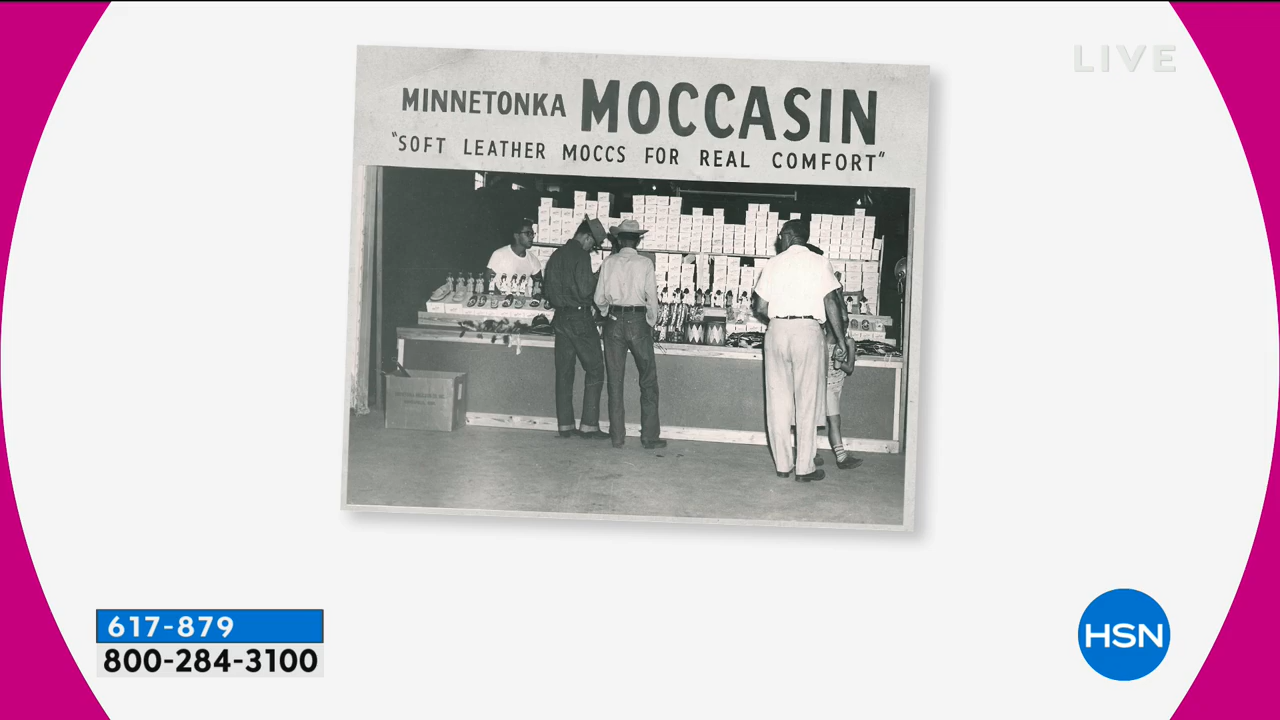 LIVE
MINNETONKA MOCCASIN
"SOFT LEATHER MOCCS FOR REAL COMFORT"
617-879
800-284-3100
HSN